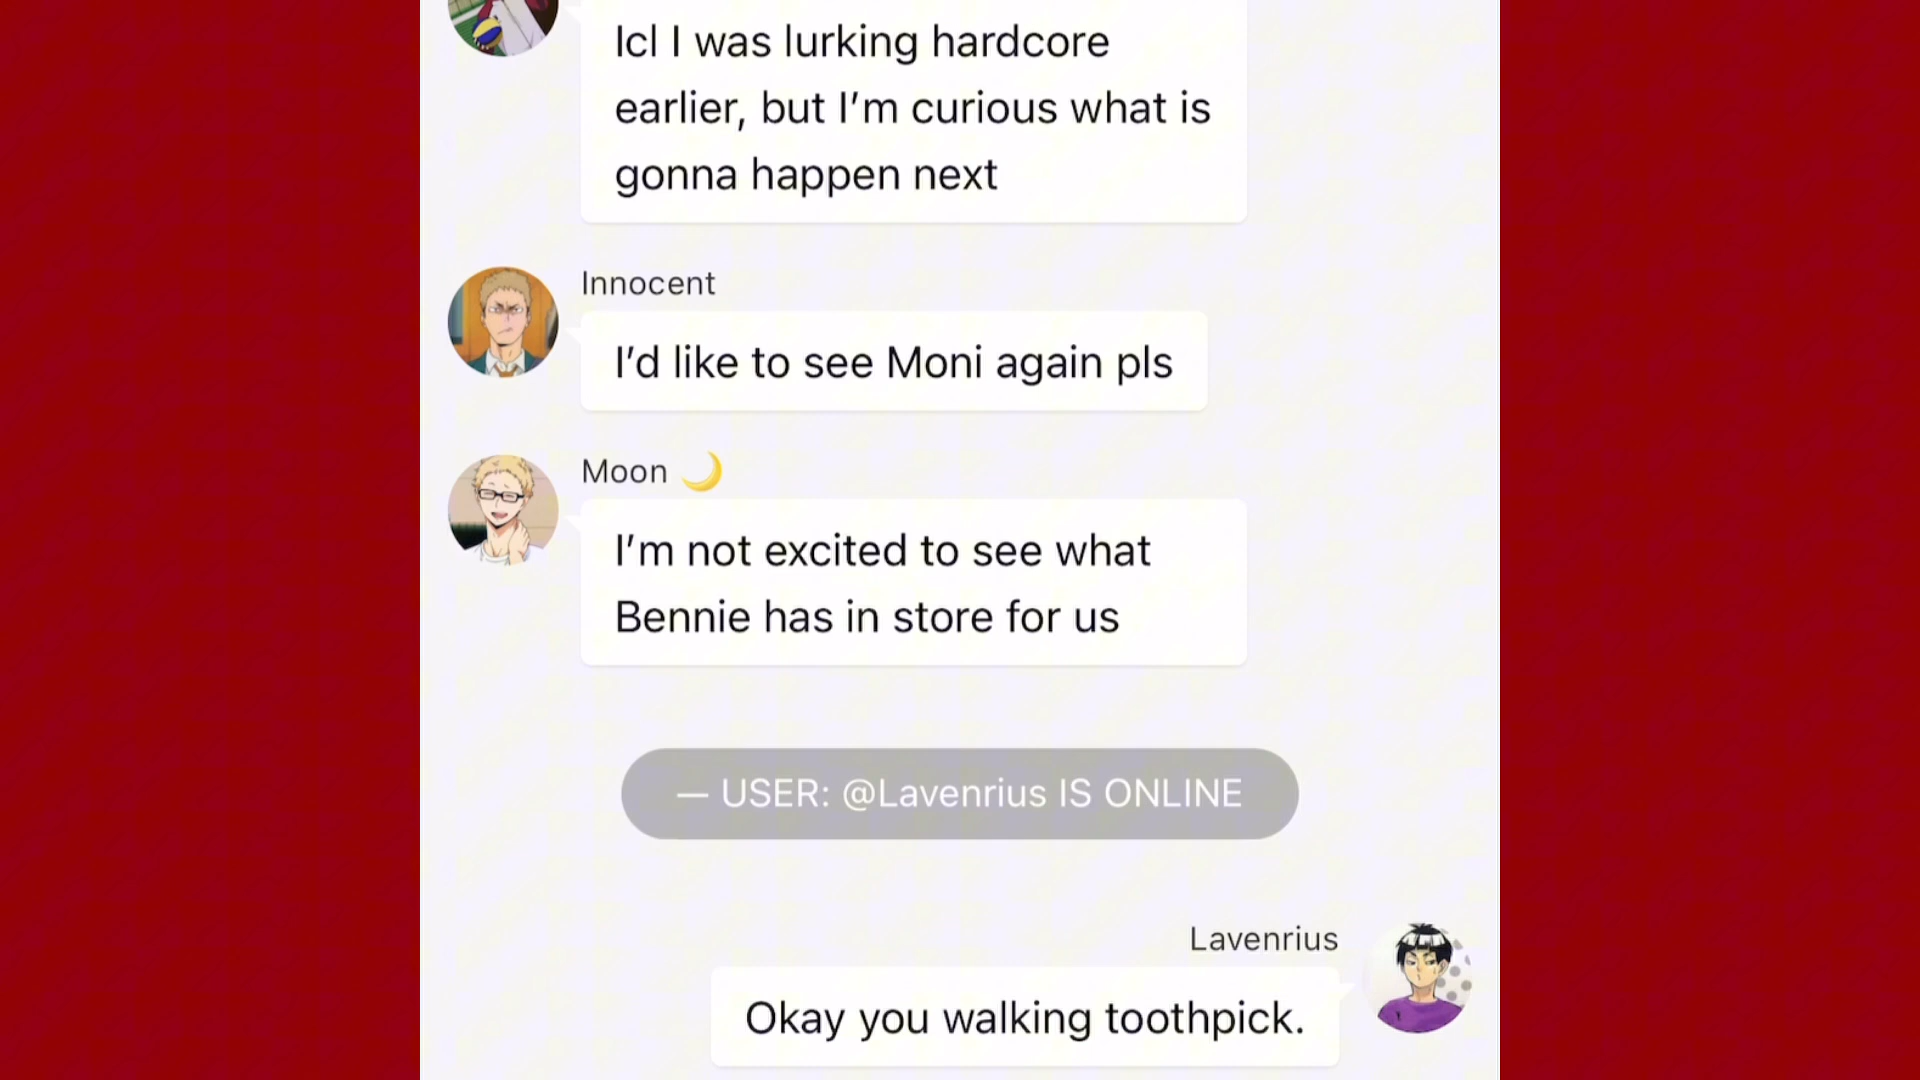 Icl I was lurking hardcore
earlier, but I’m curious what is
gonna happen next
Innocent
I’d like to see Moni again pls
Moon 🌙
I’m not excited to see what
Bennie has in store for us
— USER: @Lavenrius IS ONLINE
Lavenrius
Okay you walking toothpick.